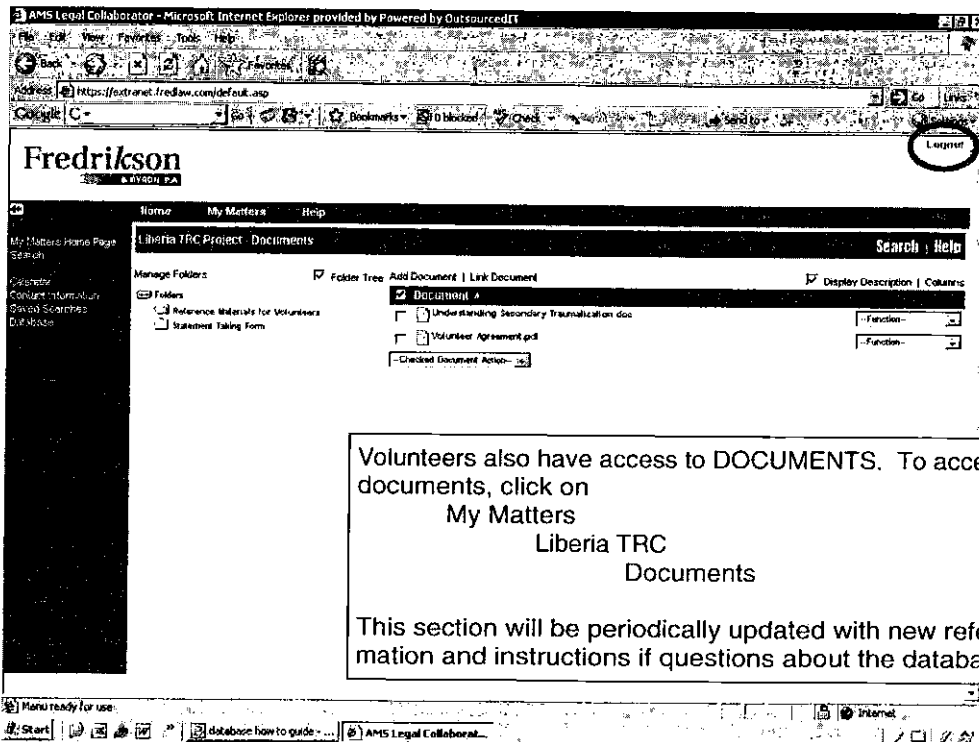 AMS Legal Collaborator - Microsoft Internet Explorer provided by Powered by OutsourcedIT
File Edit View Favorites Tools Help
Back Favorites
Address https://extranet.fredlaw.com/default.asp Go Links
Google Bookmarks 0 blocked Check Send to
Logout
Fredrikson
& BYRON, P.A.
Home My Matters Help
My Matters Home Page
Search
Calendar
Contact Information
Saved Searches
Database
Liberia TRC Project - Documents Search | Help
Manage Folders Folder Tree Add Document | Link Document Display Description | Columns
Folders Document
Reference Materials for Volunteers Understanding Secondary Traumatization.doc --Function--
Statement Taking Form Volunteer Agreement.pdf --Function--
--Checked Document Action--
Volunteers also have access to DOCUMENTS. To acce
documents, click on
My Matters
Liberia TRC
Documents
This section will be periodically updated with new refe
mation and instructions if questions about the databa
Menu ready for use Internet
Start database how to guide - ... AMS Legal Collaborat...